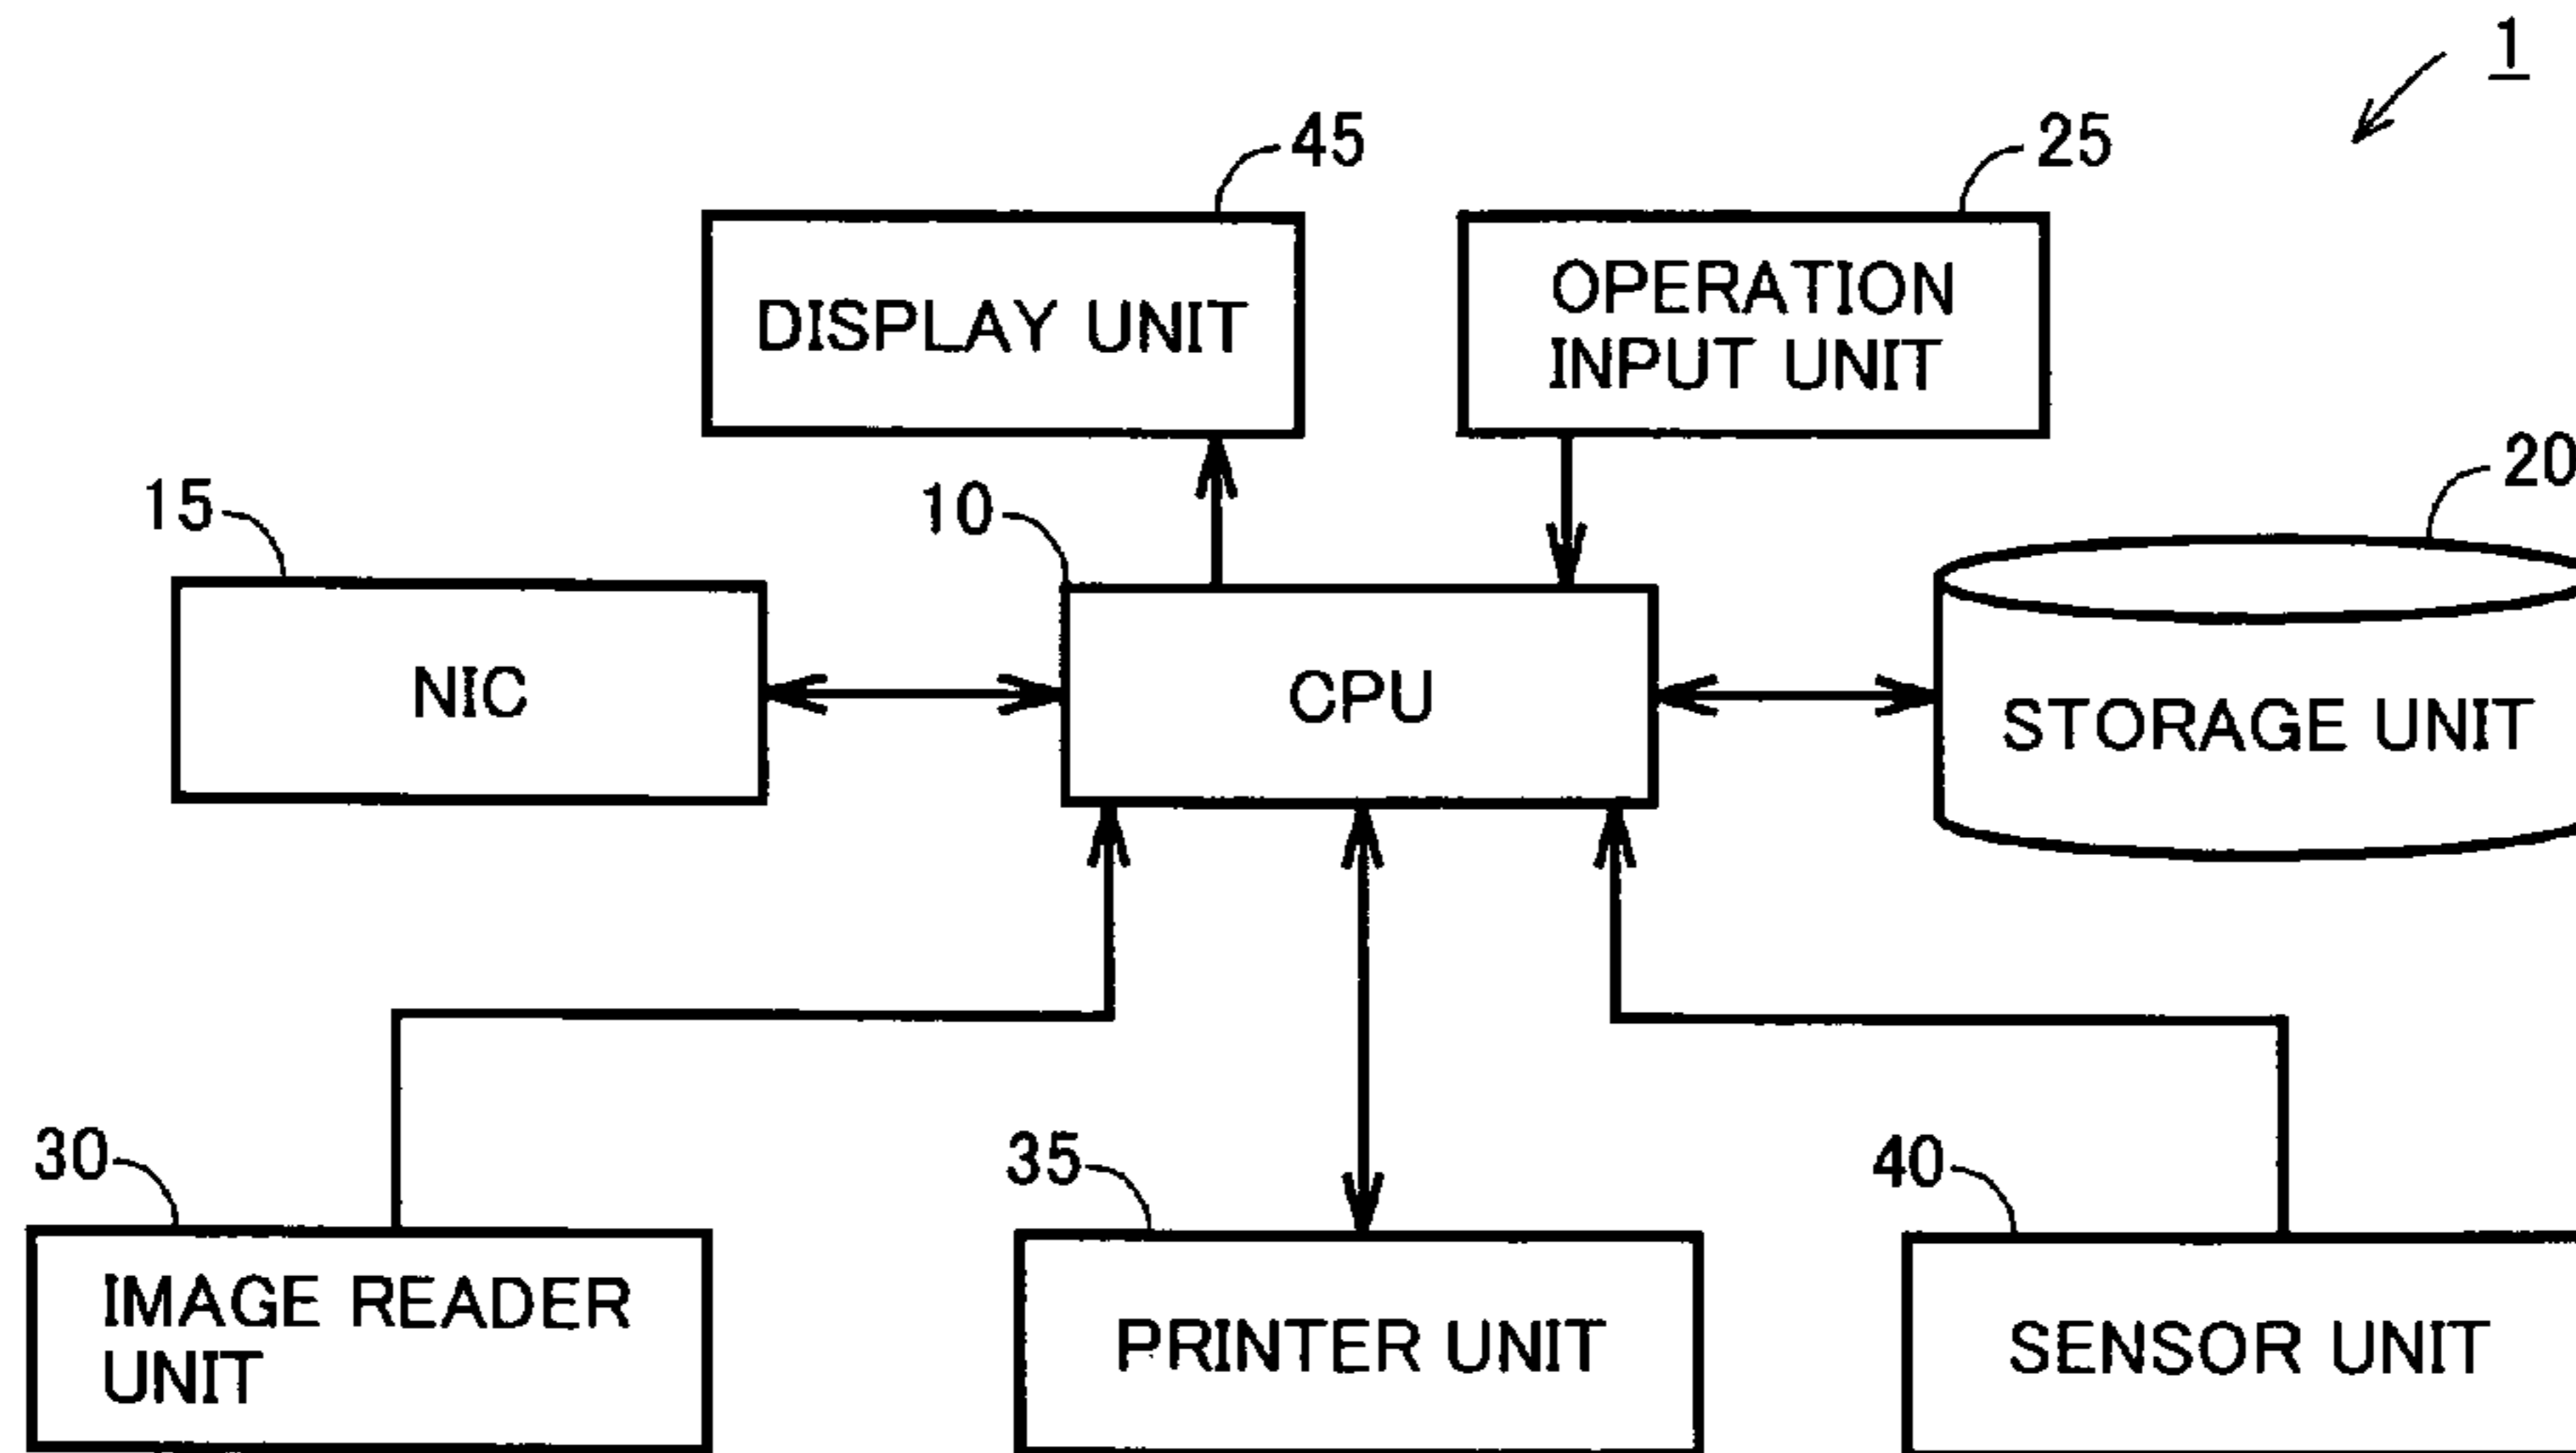 1
45
25
DISPLAY UNIT
OPERATION
INPUT UNIT
15
10
20
NIC
CPU
STORAGE UNIT
30
35
40
IMAGE READER
UNIT
PRINTER UNIT
SENSOR UNIT